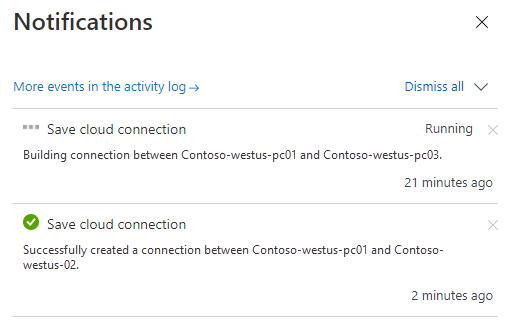 Notifications
More events in the activity log→
Dismiss all
Save cloud connection
Running
Building connection between Contoso-westus-pc01 and Contoso-westus-pc03.
21 minutes ago
Save cloud connection
Successfully created a connection between Contoso-westus-pc01 and Contoso-
westus-02.
2 minutes ago